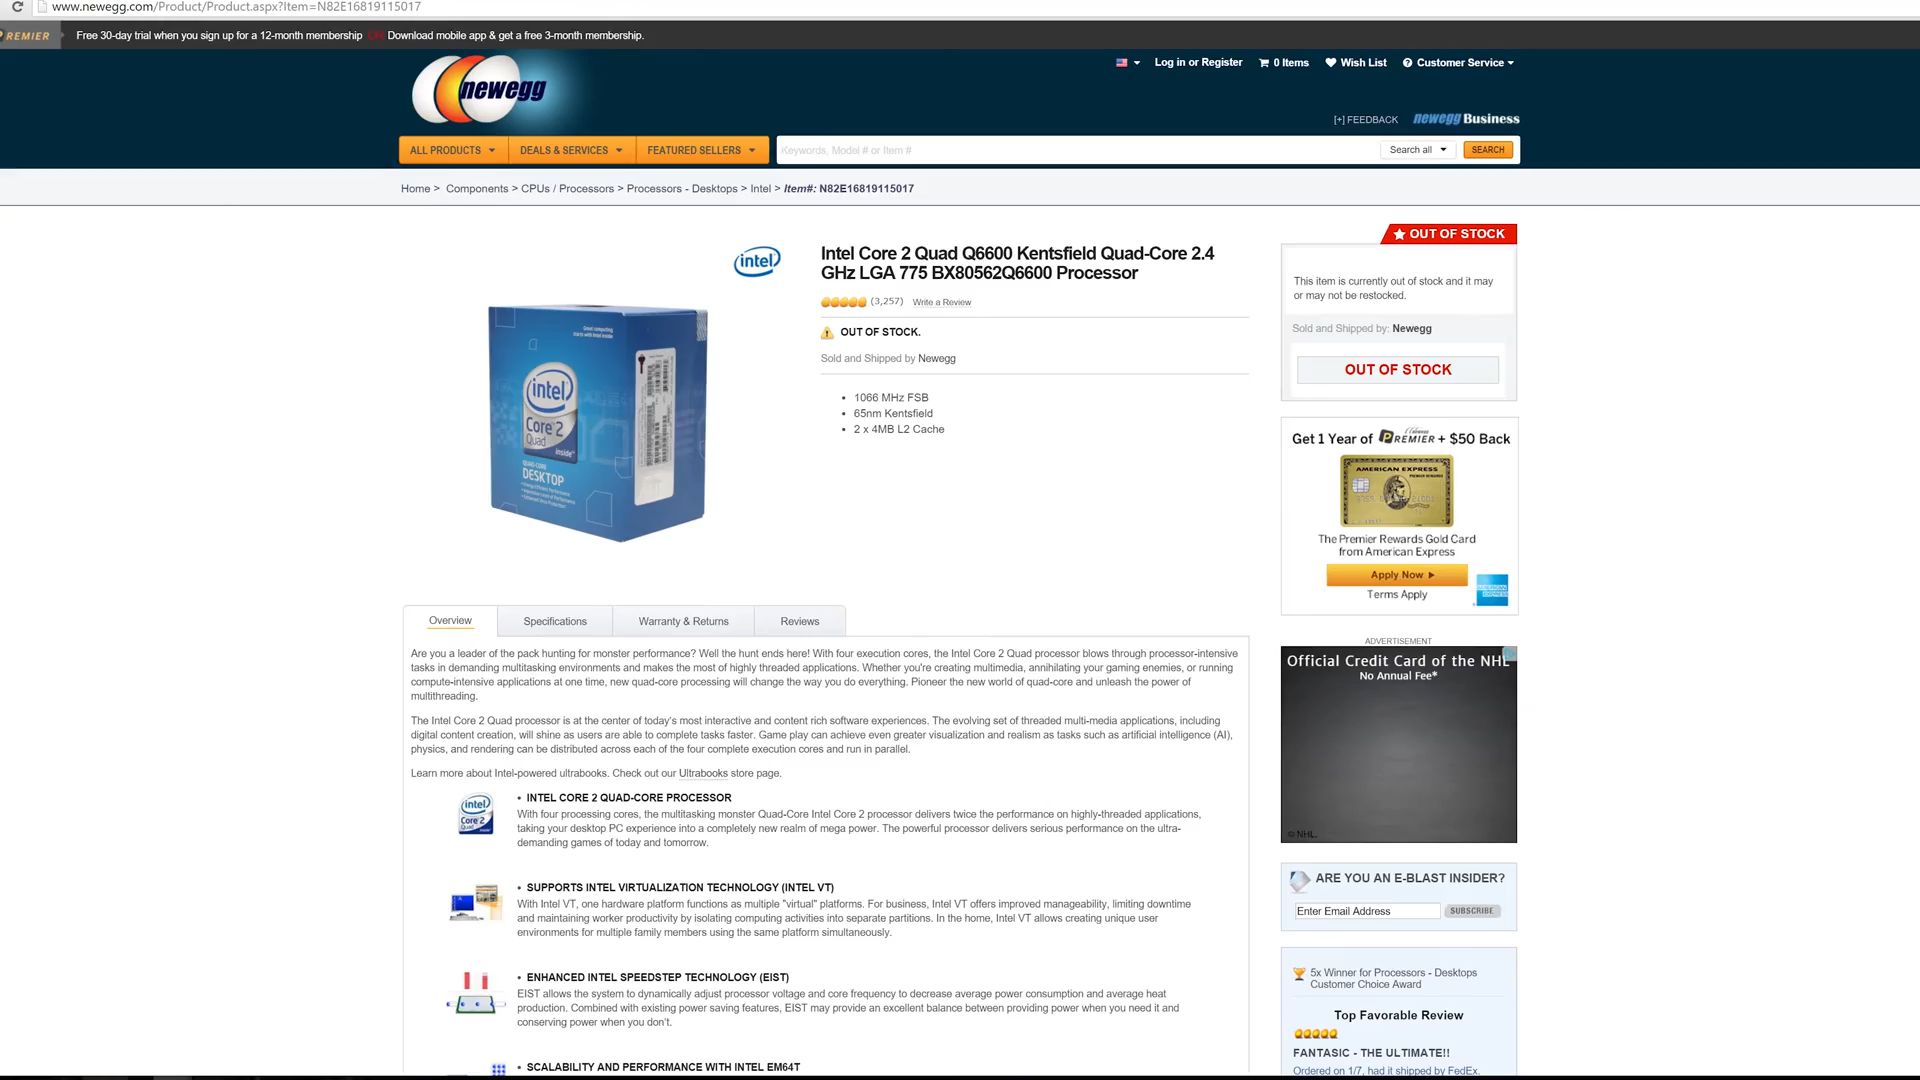 www.newegg.com/Product/Product.aspx?Item=N82E16819115017
PREMIER Free 30-day trial when you sign up for a 12-month membership OR Download mobile app & get a free 3-month membership.
newegg
Log in or Register 0 Items Wish List Customer Service
[+] FEEDBACK newegg Business
ALL PRODUCTS DEALS & SERVICES FEATURED SELLERS Keywords, Model # or Item # Search all SEARCH
Home > Components > CPUs / Processors > Processors - Desktops > Intel > Item#: N82E16819115017
intel
Great computing
starts with Intel inside
intel
Core 2
Quad
inside
QUAD-CORE
DESKTOP
Intel Core 2 Quad Q6600 Kentsfield Quad-Core 2.4
GHz LGA 775 BX80562Q6600 Processor
(3,257) Write a Review
OUT OF STOCK.
Sold and Shipped by Newegg
• 1066 MHz FSB
• 65nm Kentsfield
• 2 x 4MB L2 Cache
OUT OF STOCK
This item is currently out of stock and it may
or may not be restocked.
Sold and Shipped by: Newegg
OUT OF STOCK
Get 1 Year of PREMIER + $50 Back
AMERICAN EXPRESS
The Premier Rewards Gold Card
from American Express
Apply Now
Terms Apply
ADVERTISEMENT
Official Credit Card of the NHL
No Annual Fee*
© NHL.
Overview Specifications Warranty & Returns Reviews
Are you a leader of the pack hunting for monster performance? Well the hunt ends here! With four execution cores, the Intel Core 2 Quad processor blows through processor-intensive
tasks in demanding multitasking environments and makes the most of highly threaded applications. Whether you're creating multimedia, annihilating your gaming enemies, or running
compute-intensive applications at one time, new quad-core processing will change the way you do everything. Pioneer the new world of quad-core and unleash the power of
multithreading.
The Intel Core 2 Quad processor is at the center of today's most interactive and content rich software experiences. The evolving set of threaded multi-media applications, including
digital content creation, will shine as users are able to complete tasks faster. Game play can achieve even greater visualization and realism as tasks such as artificial intelligence (AI),
physics, and rendering can be distributed across each of the four complete execution cores and run in parallel.
Learn more about Intel-powered ultrabooks. Check out our Ultrabooks store page.
intel
Core 2
Quad
• INTEL CORE 2 QUAD-CORE PROCESSOR
With four processing cores, the multitasking monster Quad-Core Intel Core 2 processor delivers twice the performance on highly-threaded applications,
taking your desktop PC experience into a completely new realm of mega power. The powerful processor delivers serious performance on the ultra-
demanding games of today and tomorrow.
• SUPPORTS INTEL VIRTUALIZATION TECHNOLOGY (INTEL VT)
With Intel VT, one hardware platform functions as multiple "virtual" platforms. For business, Intel VT offers improved manageability, limiting downtime
and maintaining worker productivity by isolating computing activities into separate partitions. In the home, Intel VT allows creating unique user
environments for multiple family members using the same platform simultaneously.
• ENHANCED INTEL SPEEDSTEP TECHNOLOGY (EIST)
EIST allows the system to dynamically adjust processor voltage and core frequency to decrease average power consumption and average heat
production. Combined with existing power saving features, EIST may provide an excellent balance between providing power when you need it and
conserving power when you don't.
• SCALABILITY AND PERFORMANCE WITH INTEL EM64T
ARE YOU AN E-BLAST INSIDER?
Enter Email Address SUBSCRIBE
5x Winner for Processors - Desktops
Customer Choice Award
Top Favorable Review
FANTASIC - THE ULTIMATE!!
Ordered on 1/7, had it shipped by FedEx.